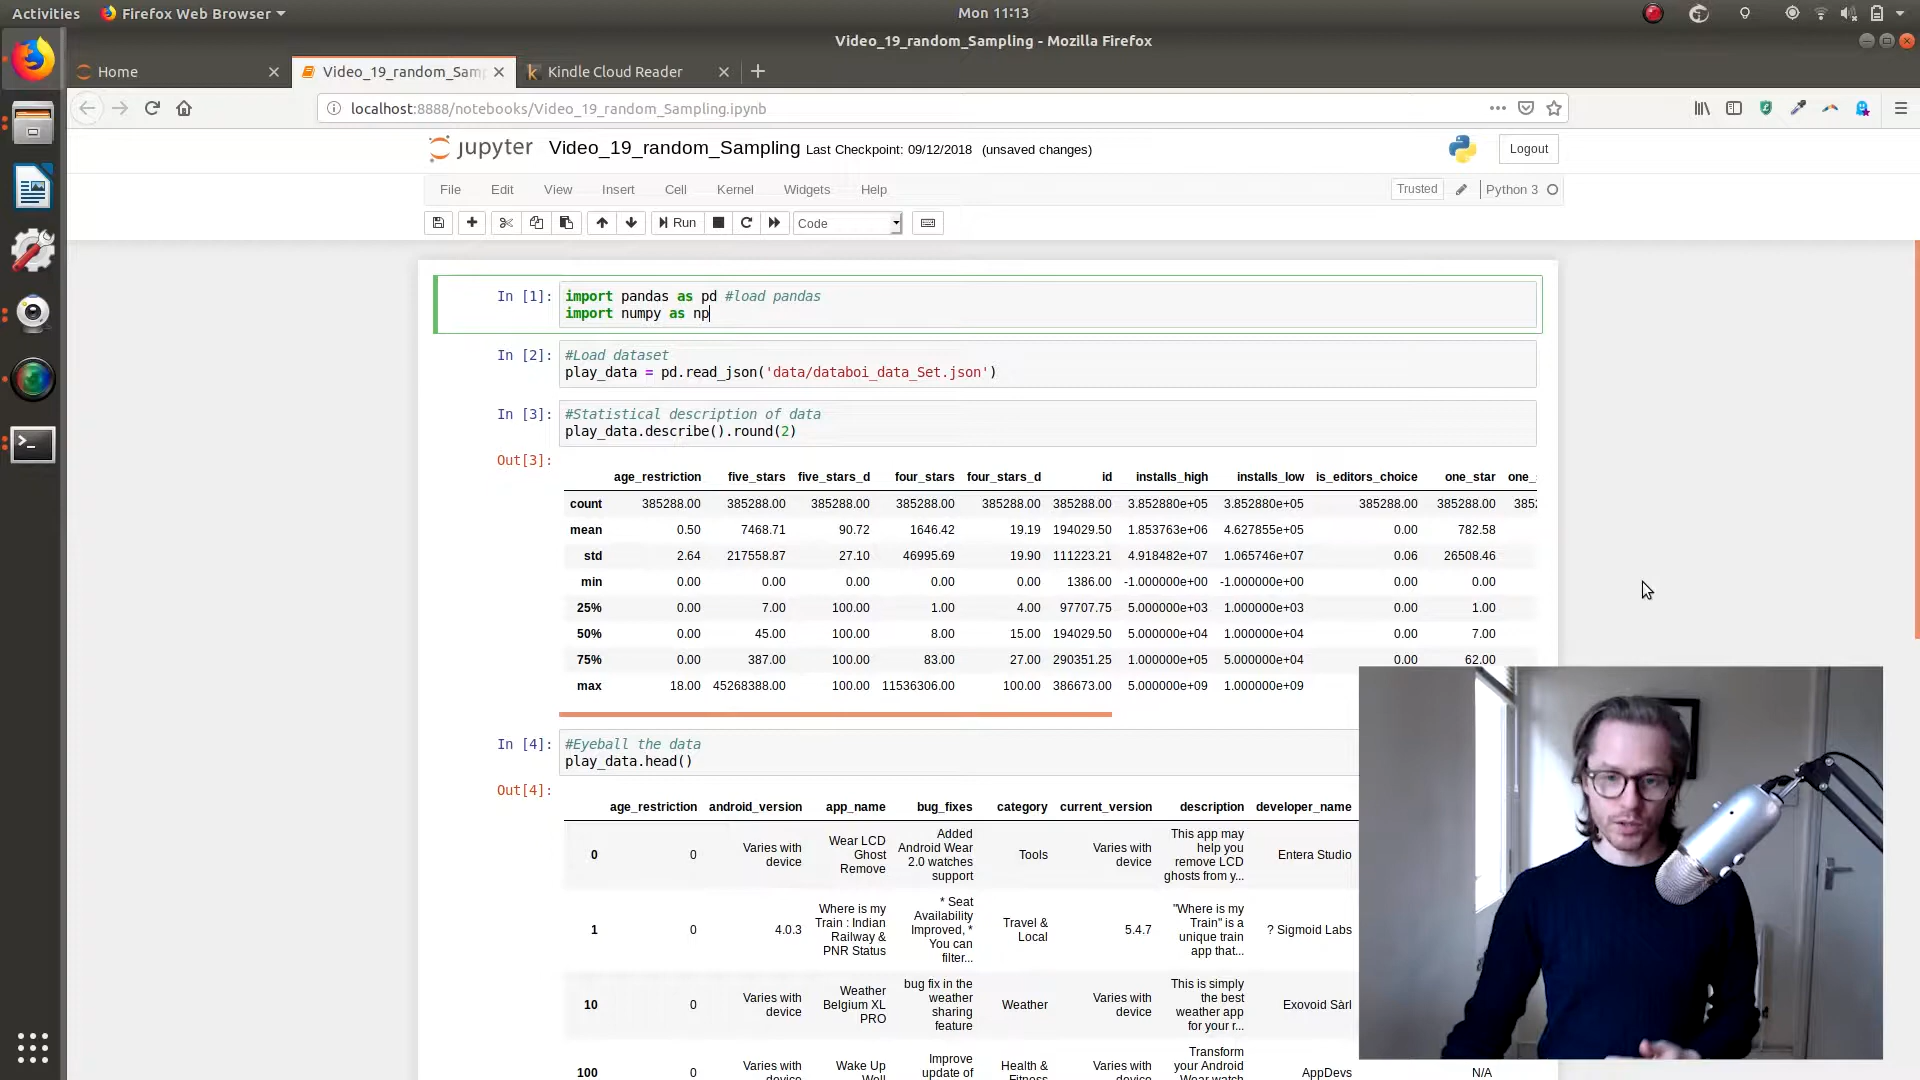 Activities Firefox Web Browser Mon 11:13
Video_19_random_Sampling - Mozilla Firefox
Home Video_19_random_Samp Kindle Cloud Reader
localhost:8888/notebooks/Video_19_random_Sampling.ipynb
jupyter Video_19_random_Sampling Last Checkpoint: 09/12/2018 (unsaved changes) Logout
File Edit View Insert Cell Kernel Widgets Help Trusted Python 3
Run Code
In [1]: import pandas as pd #load pandas
import numpy as np
In [2]: #Load dataset
play_data = pd.read_json('data/databoi_data_Set.json')
In [3]: #Statistical description of data
play_data.describe().round(2)
Out[3]:
age_restriction five_stars five_stars_d four_stars four_stars_d id installs_high installs_low is_editors_choice one_star one_
count 385288.00 385288.00 385288.00 385288.00 385288.00 385288.00 3.852880e+05 3.852880e+05 385288.00 385288.00 3852
mean 0.50 7468.71 90.72 1646.42 19.19 194029.50 1.853763e+06 4.627855e+05 0.00 782.58
std 2.64 217558.87 27.10 46995.69 19.90 111223.21 4.918482e+07 1.065746e+07 0.06 26508.46
min 0.00 0.00 0.00 0.00 0.00 1386.00 -1.000000e+00 -1.000000e+00 0.00 0.00
25% 0.00 7.00 100.00 1.00 4.00 97707.75 5.000000e+03 1.000000e+03 0.00 1.00
50% 0.00 45.00 100.00 8.00 15.00 194029.50 5.000000e+04 1.000000e+04 0.00 7.00
75% 0.00 387.00 100.00 83.00 27.00 290351.25 1.000000e+05 5.000000e+04 0.00 62.00
max 18.00 45268388.00 100.00 11536306.00 100.00 386673.00 5.000000e+09 1.000000e+09
In [4]: #Eyeball the data
play_data.head()
Out[4]:
age_restriction android_version app_name bug_fixes category current_version description developer_name
0 0 Varies with device Wear LCD Ghost Remove Added Android Wear 2.0 watches support Tools Varies with device This app may help you remove LCD ghosts from y... Entera Studio
1 0 4.0.3 Where is my Train : Indian Railway & PNR Status * Seat Availability Improved, * You can filter... Travel & Local 5.4.7 "Where is my Train" is a unique train app that... ? Sigmoid Labs
10 0 Varies with device Weather Belgium XL PRO bug fix in the weather sharing feature Weather Varies with device This is simply the best weather app for your r... Exovoid Sàrl
100 0 Varies with device Wake Up Well Improve update of Health & Fitness Varies with device Transform your Android Wear watch AppDevs N/A